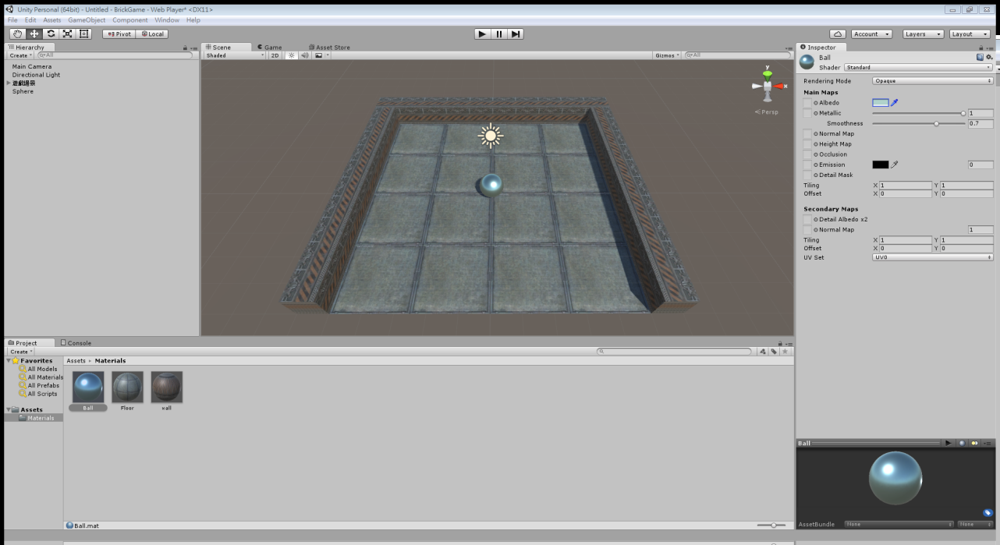 Unity Personal (64bit) - Untitled - BrickGame - Web Player* <DX11>
File Edit Assets GameObject Component Window Help
Pivot Local Account Layers Layout
Hierarchy
Create All
Main Camera
Directional Light
遊戲場景
Sphere
Scene Game Asset Store
Shaded 2D Gizmos All
y
x
Persp
Inspector
Ball
Shader Standard
Rendering Mode Opaque
Main Maps
Albedo
Metallic 1
Smoothness 0.7
Normal Map
Height Map
Occlusion
Emission 0
Detail Mask
Tiling X 1 Y 1
Offset X 0 Y 0
Secondary Maps
Detail Albedo x2
Normal Map 1
Tiling X 1 Y 1
Offset X 0 Y 0
UV Set UV0
Project Console
Create
Favorites
All Models
All Materials
All Prefabs
All Scripts
Assets
Materials
Assets Materials
Ball Floor wall
Ball.mat
Ball
AssetBundle None None